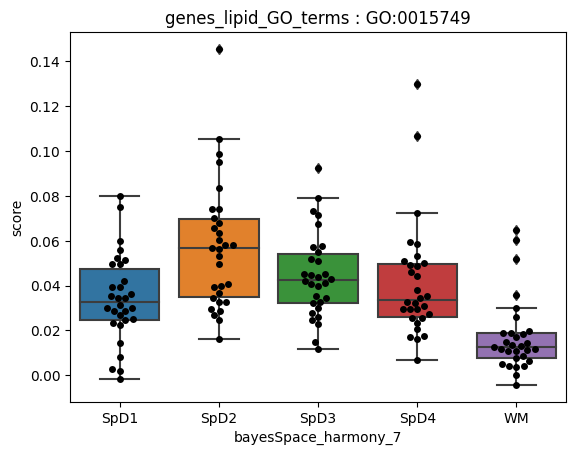 genes_lipid_GO_terms : GO:0015749
score
0.14
0.12
0.10
0.08
0.06
0.04
0.02
0.00
SpD1 SpD2 SpD3 SpD4 WM
bayesSpace_harmony_7